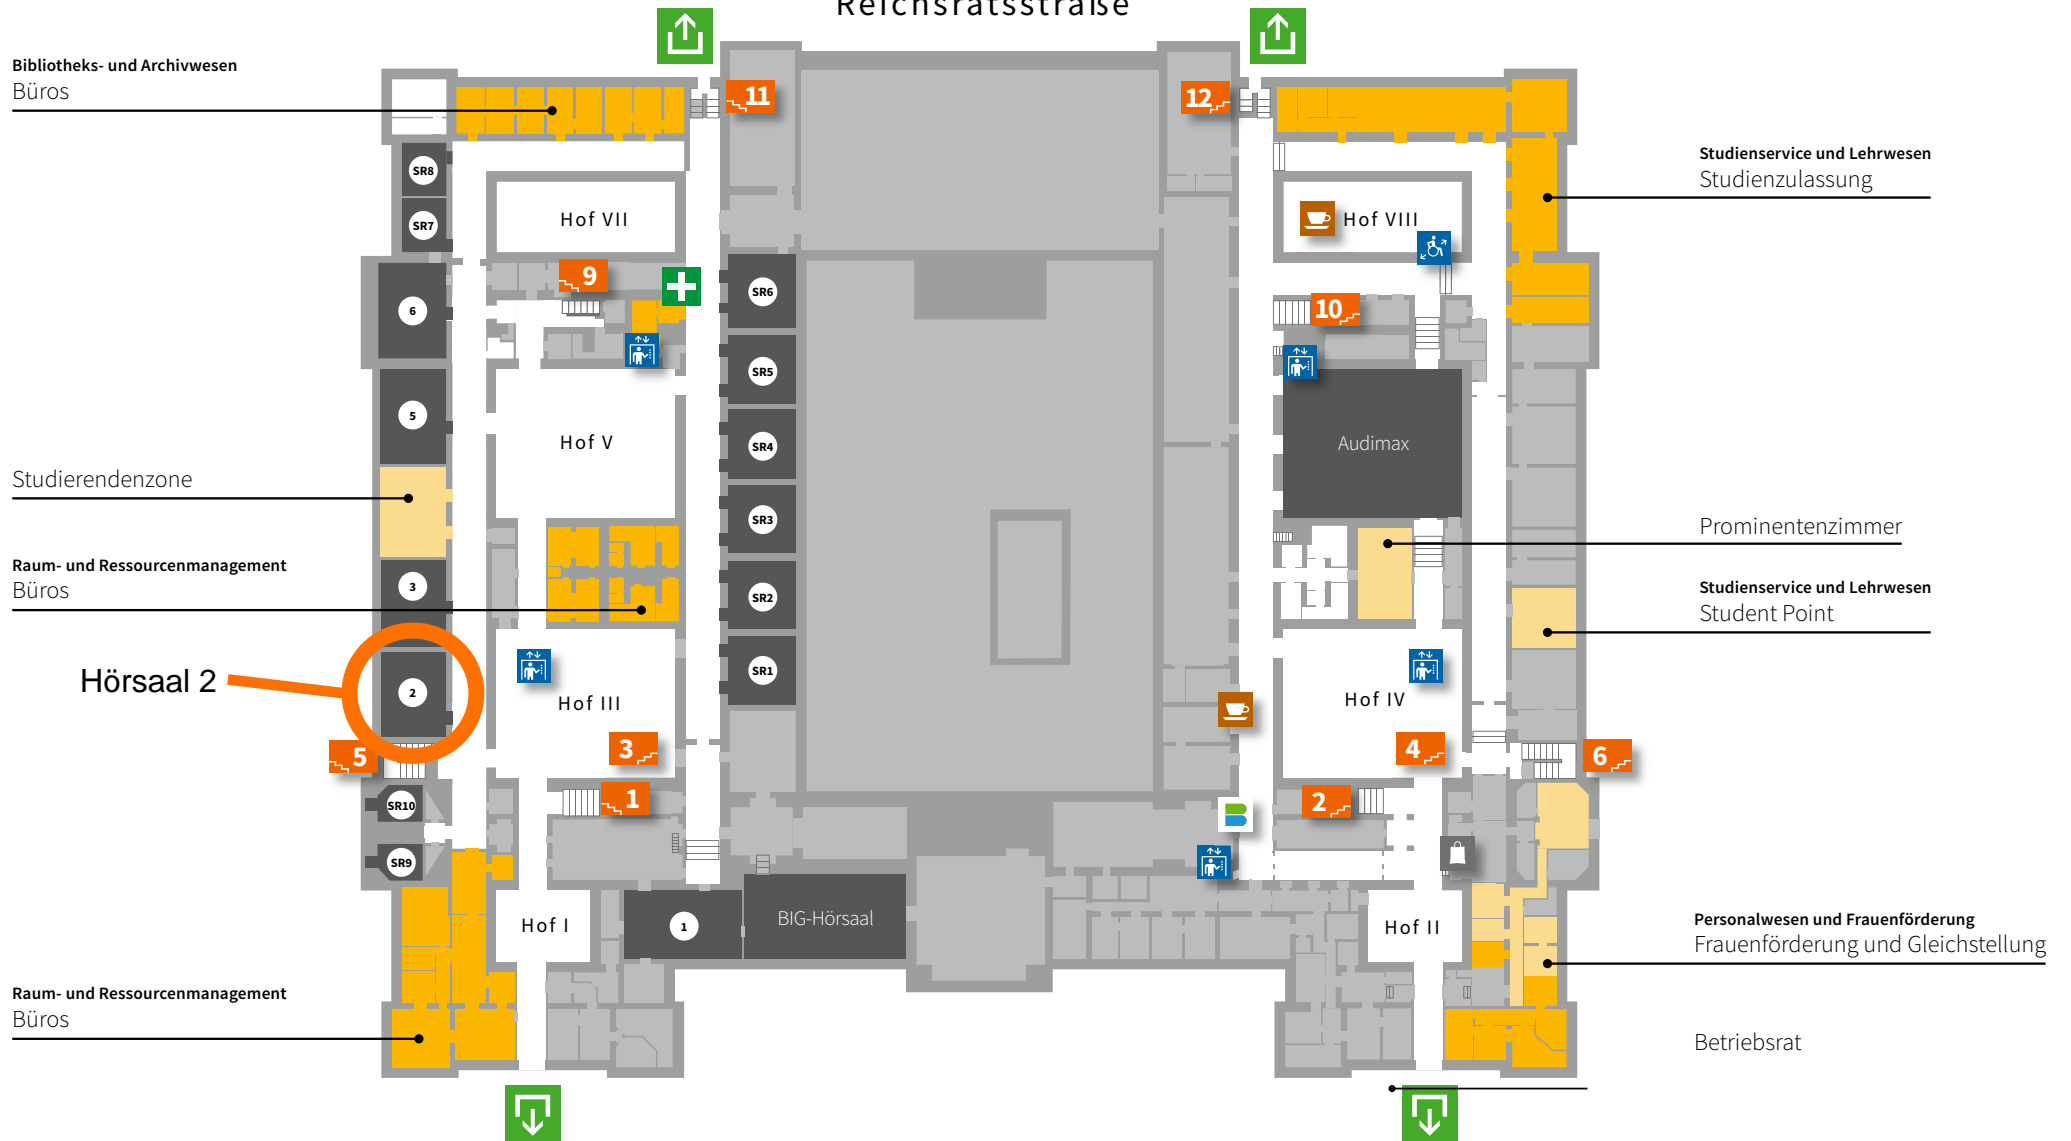 Reichsratsstraße
Bibliotheks- und Archivwesen
Büros
11
12
SR8
Studienservice und Lehrwesen
Studienzulassung
SR7
Hof VII
Hof VIII
9
SR6
6
10
SR5
5
Hof V
SR4
Audimax
Studierendenzone
SR3
Prominentenzimmer
Raum- und Ressourcenmanagement
Büros
3
SR2
Studienservice und Lehrwesen
Student Point
Hörsaal 2
2
SR1
Hof III
Hof IV
5
3
4
6
SR10
1
2
B
SR9
Hof I
1
BIG-Hörsaal
Hof II
Personalwesen und Frauenförderung
Frauenförderung und Gleichstellung
Raum- und Ressourcenmanagement
Büros
Betriebsrat